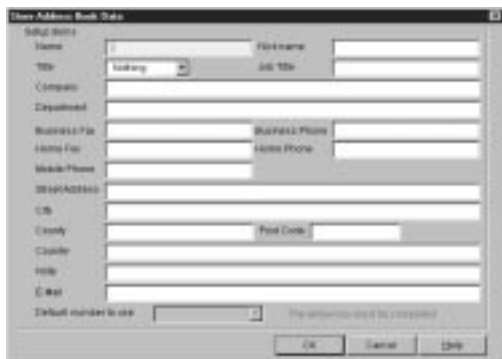 Store Address Book Data
Setup Items
Name Nick name
Title Nothing Job Title
Company
Department
Business Fax Business Phone
Home Fax Home Phone
Mobile Phone
Street Address
City
County Post Code
Country
Note
E-Mail
Default number to use
OK Cancel Help